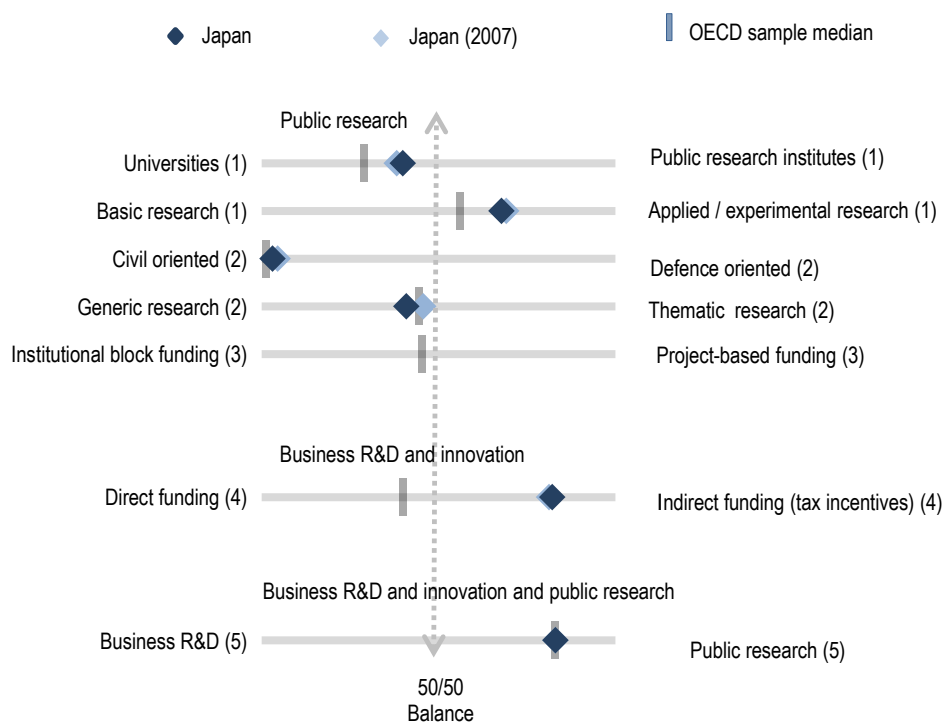 Japan
Japan (2007)
OECD sample median
Public research
Universities (1)
Public research institutes (1)
Basic research (1)
Applied / experimental research (1)
Civil oriented (2)
Defence oriented (2)
Generic research (2)
Thematic research (2)
Institutional block funding (3)
Project-based funding (3)
Business R&D and innovation
Direct funding (4)
Indirect funding (tax incentives) (4)
Business R&D and innovation and public research
Business R&D (5)
Public research (5)
50/50
Balance